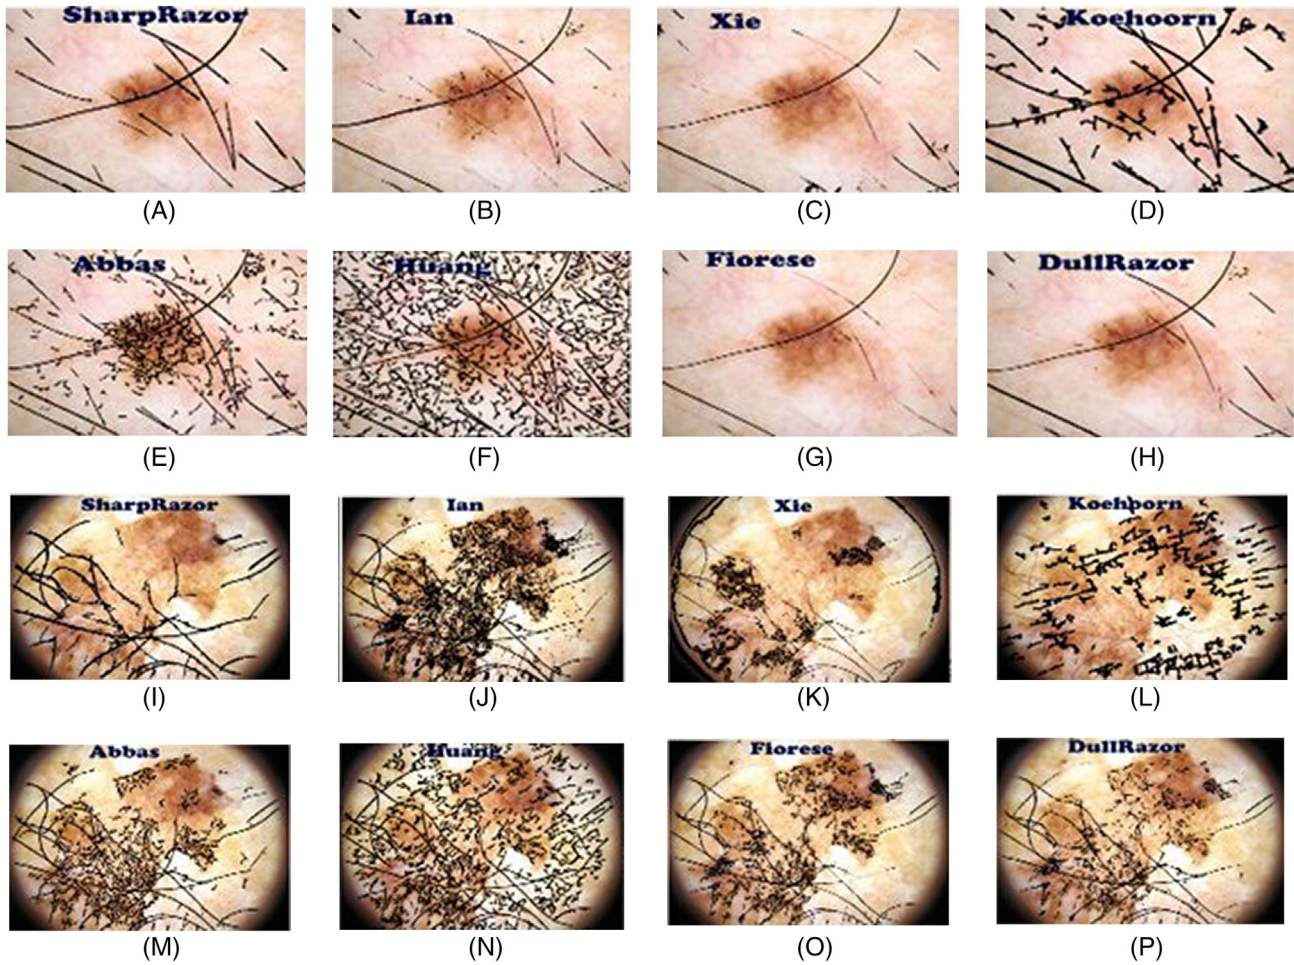 SharpRazor Ian Xie Koehoorn
(A) (B) (C) (D)
Abbas Huang Fiorese DullRazor
(E) (F) (G) (H)
SharpRazor Ian Xie Koehoorn
(I) (J) (K) (L)
Abbas Huang Fiorese DullRazor
(M) (N) (O) (P)